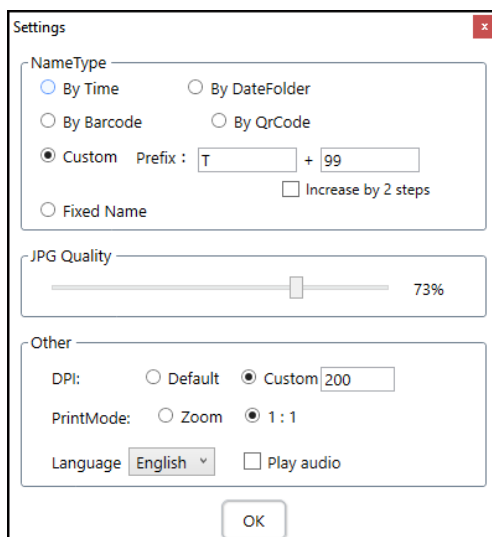 Settings
x
NameType
By Time By DateFolder
By Barcode By QrCode
Custom Prefix : T + 99
Increase by 2 steps
Fixed Name
JPG Quality
73%
Other
DPI: Default Custom 200
PrintMode: Zoom 1 : 1
Language English Play audio
OK